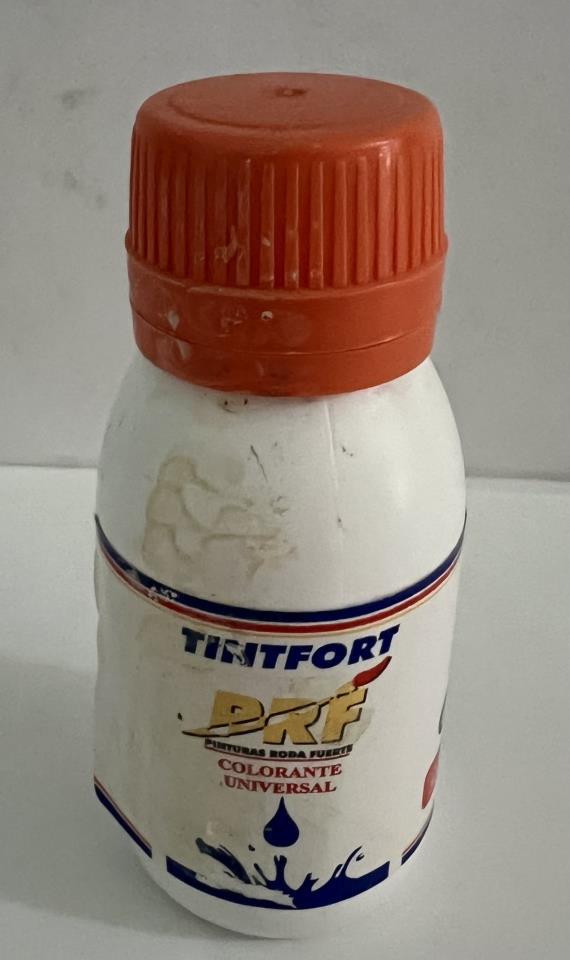 TINTFORT
PRF
PINTURAS RODA FUERTE
COLORANTE
UNIVERSAL